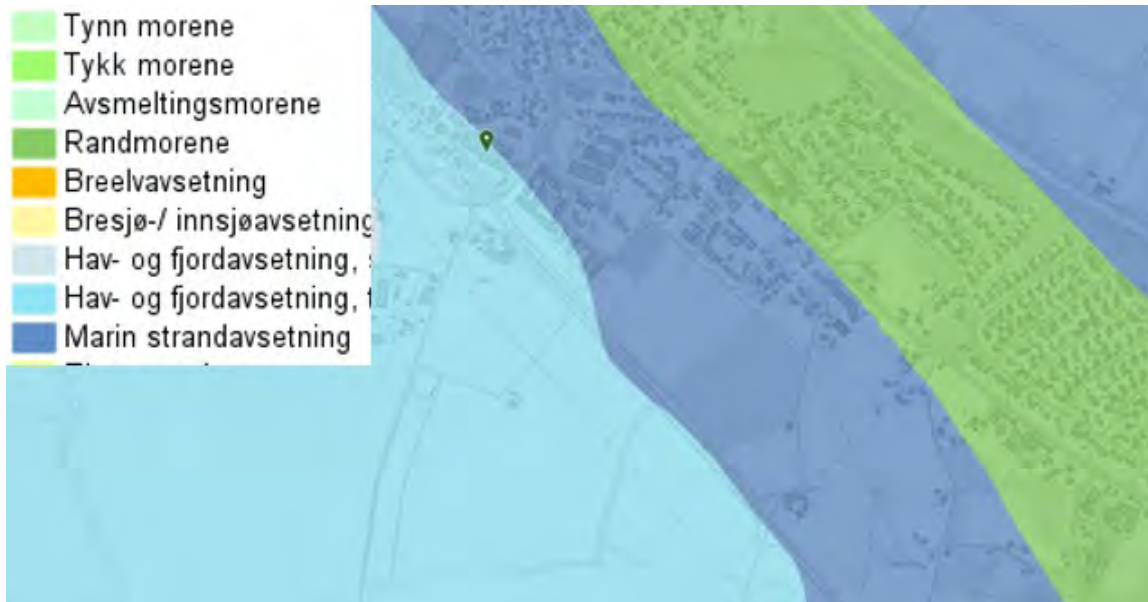 Tynn morene
Tykk morene
Avsmeltingsmorene
Randmorene
Breelvavsetning
Bresjø-/ innsjøavsetning
Hav- og fjordavsetning,
Hav- og fjordavsetning,
Marin strandavsetning